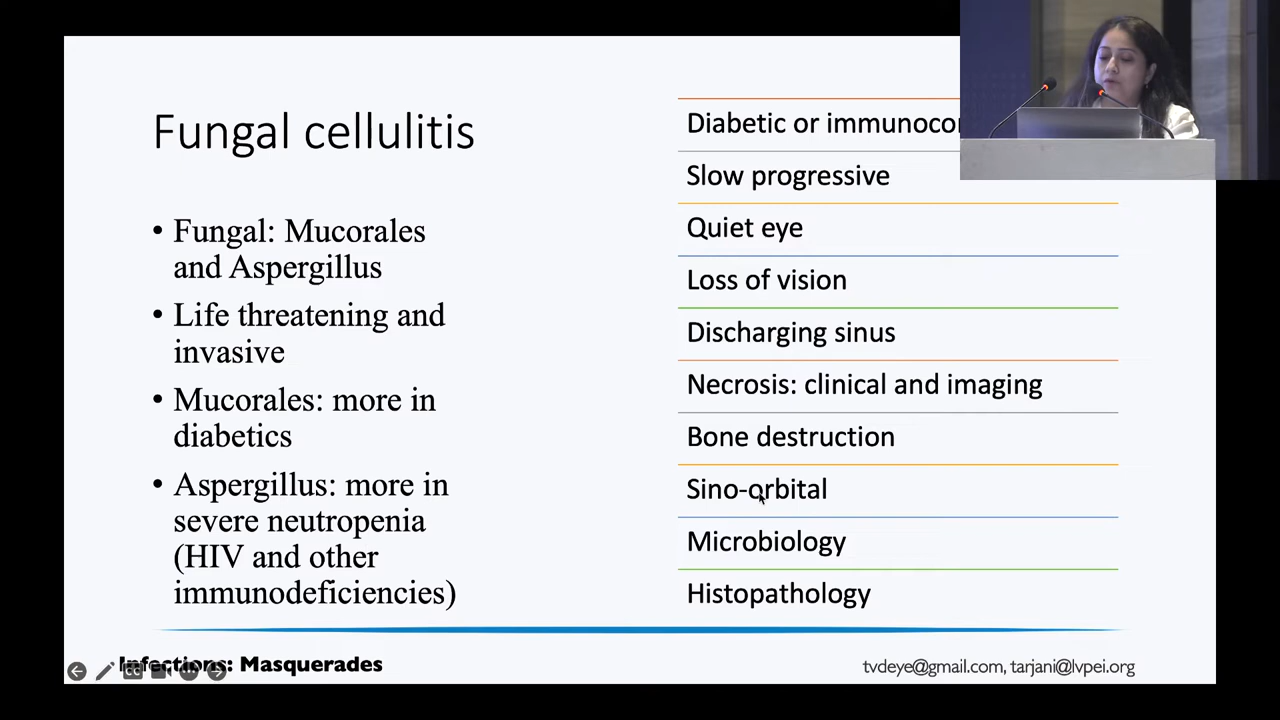 Fungal cellulitis
• Fungal: Mucorales
and Aspergillus
• Life threatening and
invasive
• Mucorales: more in
diabetics
• Aspergillus: more in
severe neutropenia
(HIV and other
immunodeficiencies)
Diabetic or
Slow progressive
Quiet eye
Loss of vision
Discharging sinus
Necrosis: clinical and imaging
Bone destruction
Sino-orbital
Microbiology
Histopathology
Infections: Masquerades
tvdeye@gmail.com, tarjani@lvpei.org